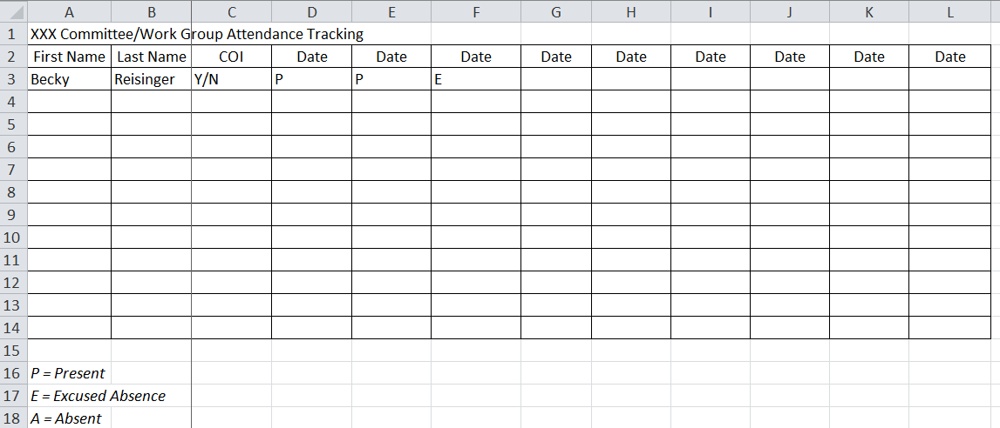 A B C D E F G H I J K L
1 XXX Committee/Work Group Attendance Tracking
2 First Name Last Name COI Date Date Date Date Date Date Date Date Date
3 Becky Reisinger Y/N P P E
4
5
6
7
8
9
10
11
12
13
14
15
16 P = Present
17 E = Excused Absence
18 A = Absent